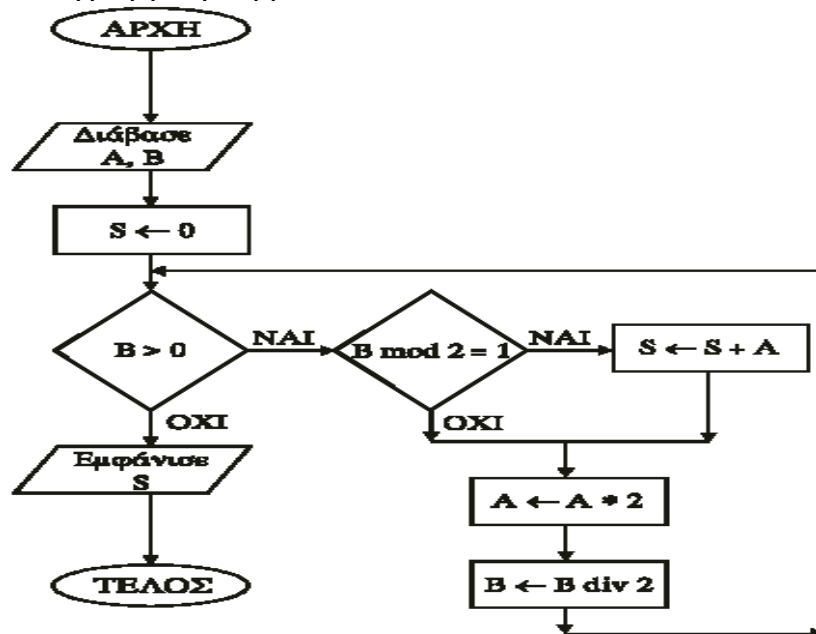 ΑΡΧΗ
Διάβασε
Α, Β
S ← 0
Β > 0
ΝΑΙ
Β mod 2 = 1
ΝΑΙ
S ← S + Α
ΟΧΙ
ΟΧΙ
Εμφάνισε
S
Α ← Α * 2
ΤΕΛΟΣ
Β ← Β div 2